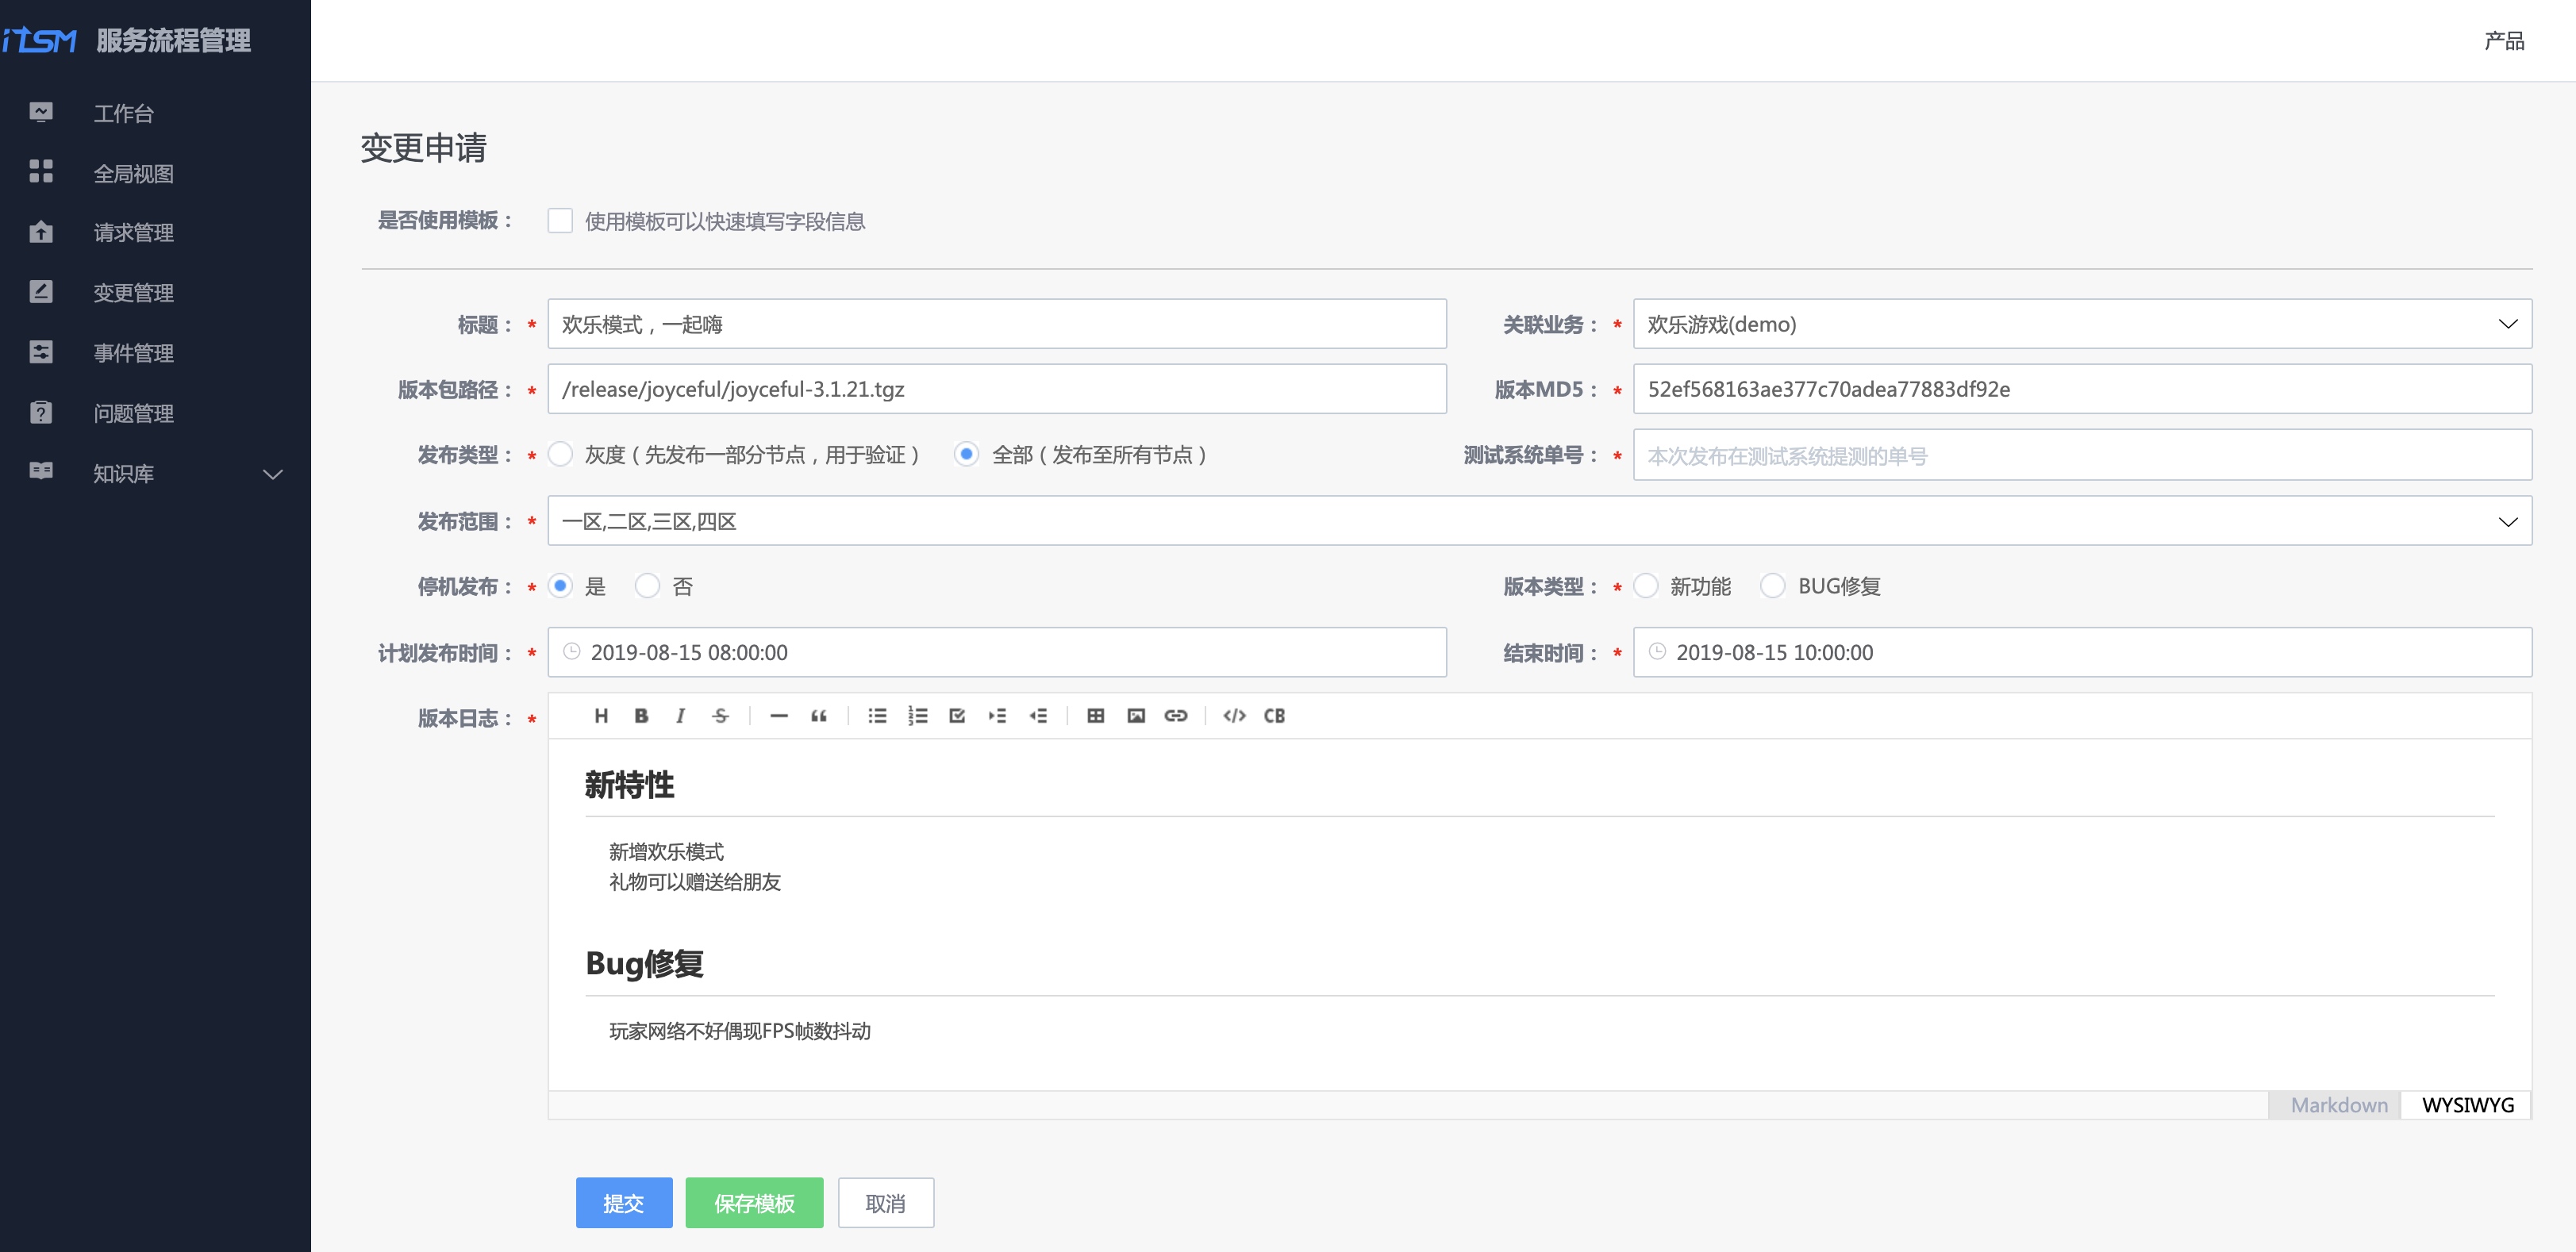 iTSM 服务流程管理
产品
工作台
全局视图
请求管理
变更管理
事件管理
问题管理
知识库
变更申请
是否使用模板： 使用模板可以快速填写字段信息
标题： * 欢乐模式，一起嗨
关联业务： * 欢乐游戏(demo)
版本包路径： * /release/joyceful/joyceful-3.1.21.tgz
版本MD5： * 52ef568163ae377c70adea77883df92e
发布类型： * 灰度（先发布一部分节点，用于验证） 全部（发布至所有节点）
测试系统单号： * 本次发布在测试系统提测的单号
发布范围： * 一区,二区,三区,四区
停机发布： * 是 否
版本类型： * 新功能 BUG修复
计划发布时间： * 2019-08-15 08:00:00
结束时间： * 2019-08-15 10:00:00
版本日志： *
H B I S CB
新特性
新增欢乐模式
礼物可以赠送给朋友
Bug修复
玩家网络不好偶现FPS帧数抖动
Markdown WYSIWYG
提交 保存模板 取消